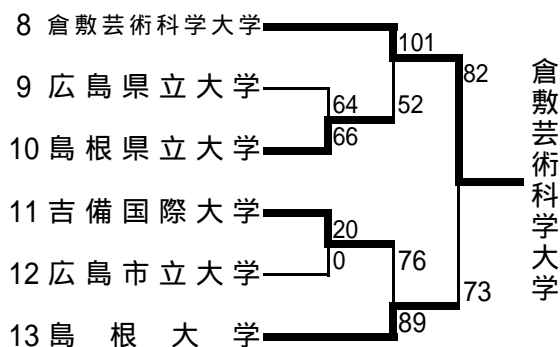 8 倉敷芸術科学大学
101
82
9 広島県立大学
64
52
10 島根県立大学
66
倉敷芸術科学大学
11 吉備国際大学
20
12 広島市立大学
0
76
73
13 島根大学
89